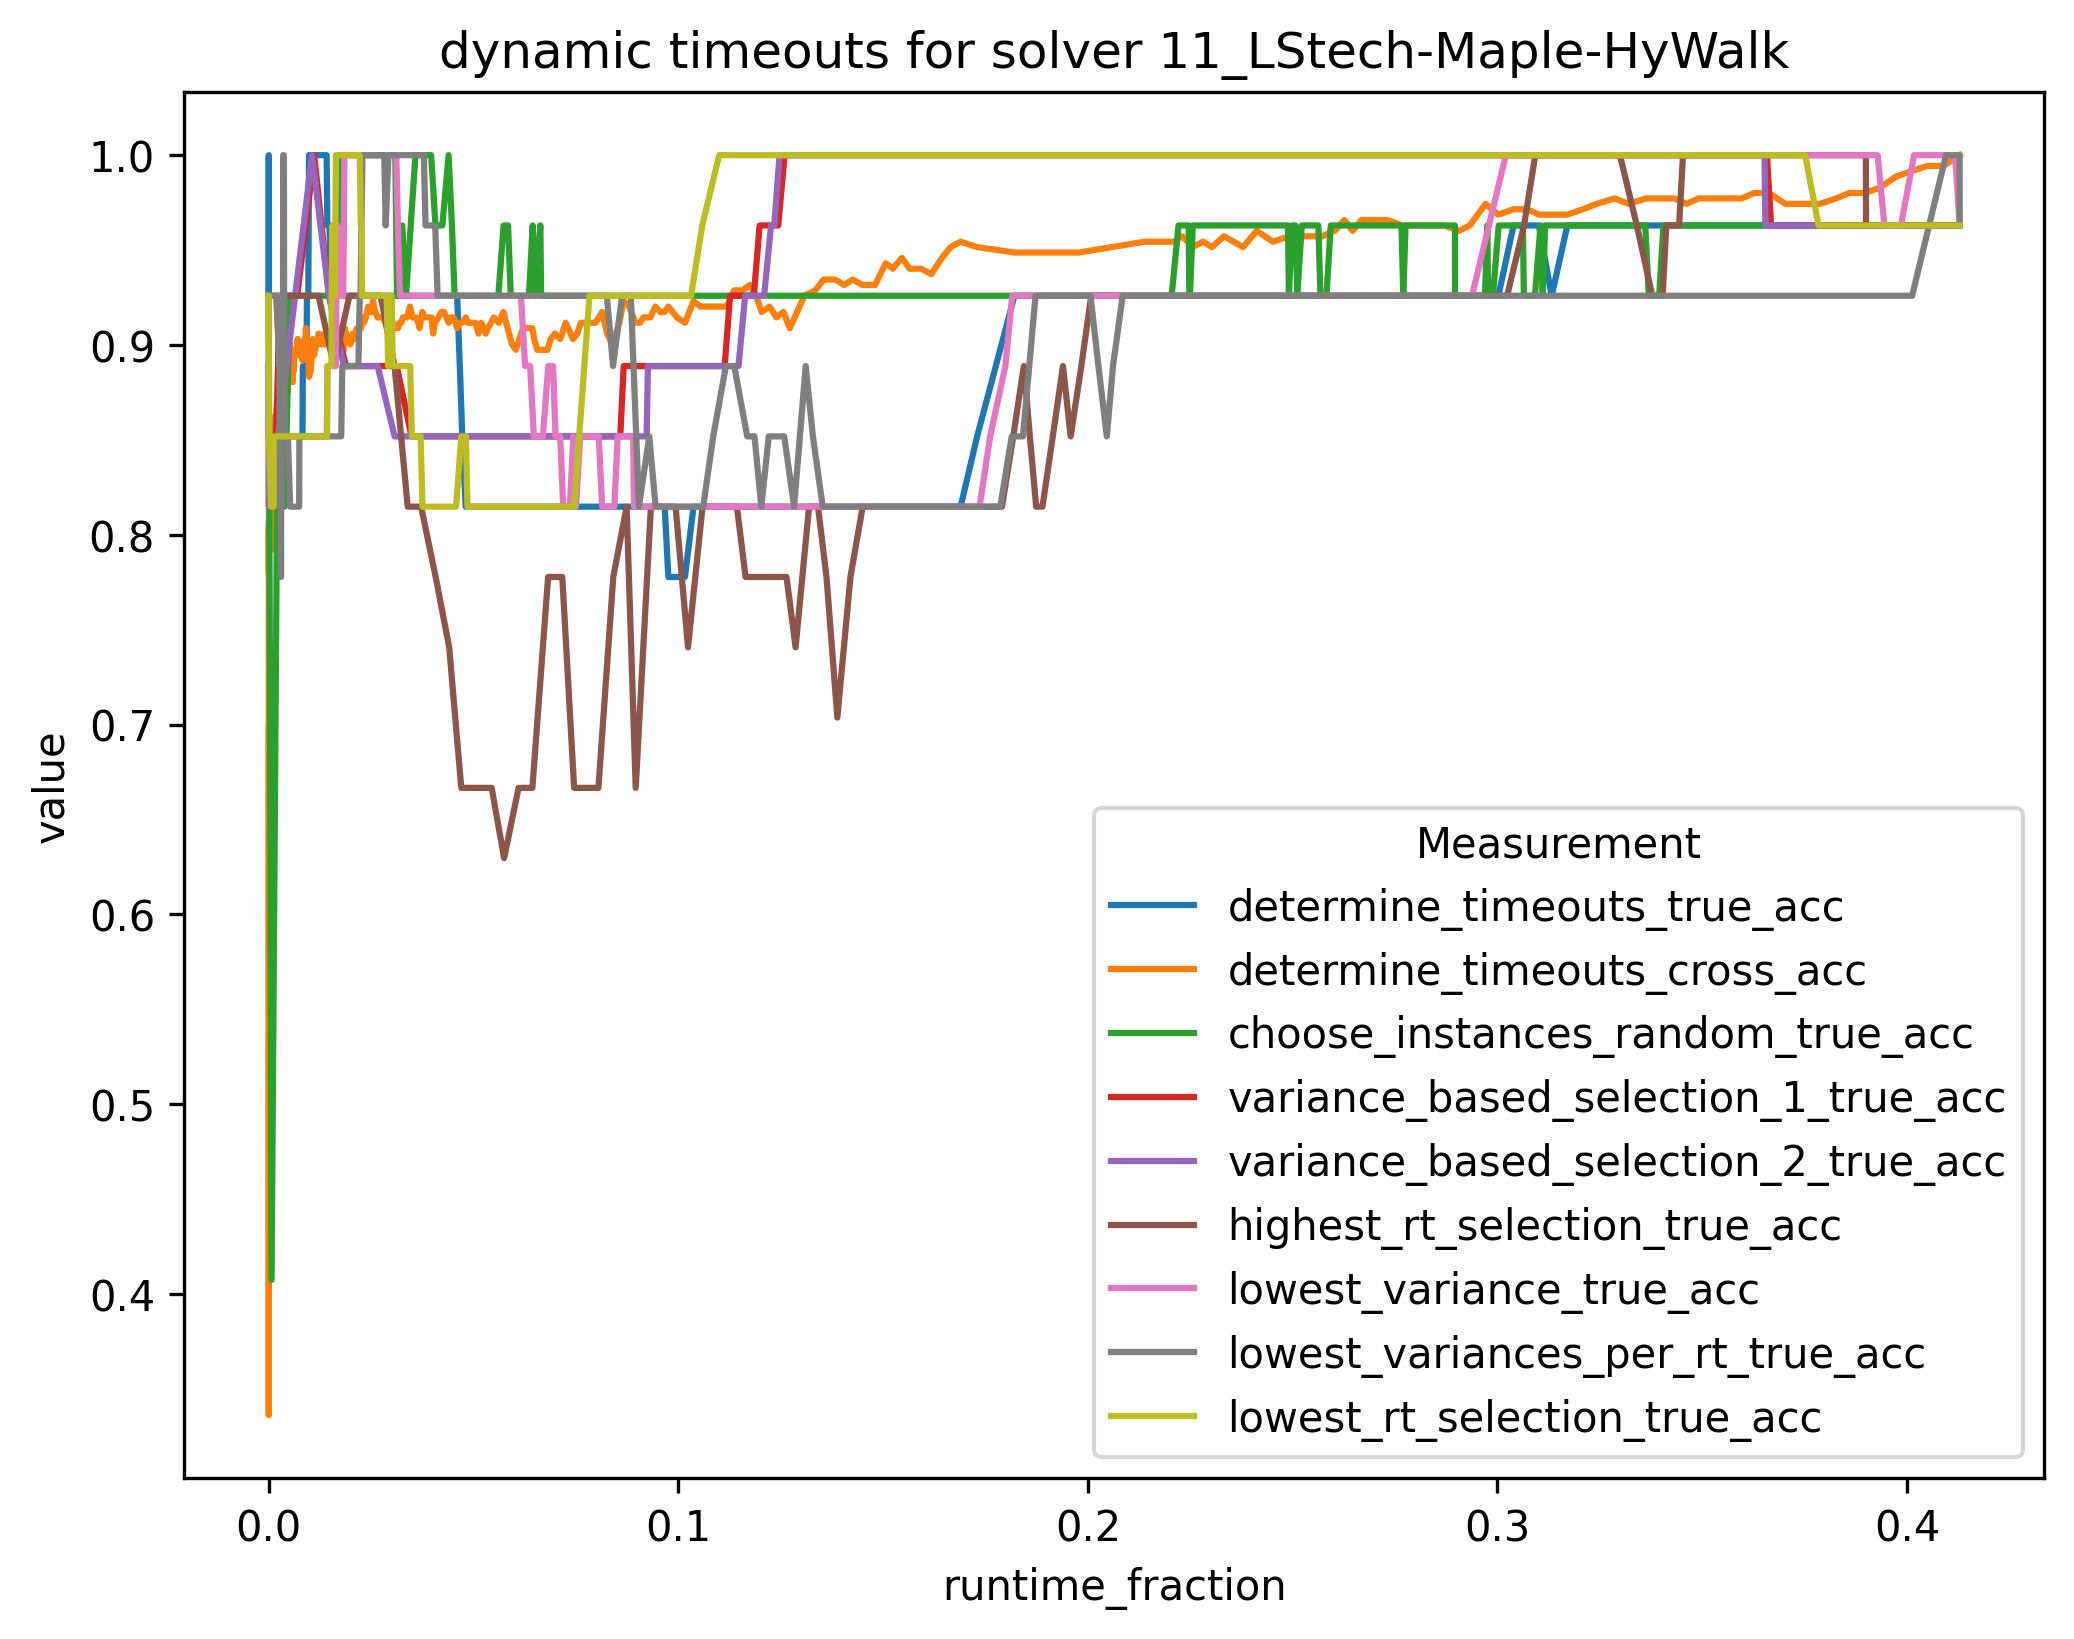 dynamic timeouts for solver 11_LStech-Maple-HyWalk
1.0
0.9
0.8
0.7
0.6
0.5
0.4
value
Measurement
determine_timeouts_true_acc
determine_timeouts_cross_acc
choose_instances_random_true_acc
variance_based_selection_1_true_acc
variance_based_selection_2_true_acc
highest_rt_selection_true_acc
lowest_variance_true_acc
lowest_variances_per_rt_true_acc
lowest_rt_selection_true_acc
0.0 0.1 0.2 0.3 0.4
runtime_fraction